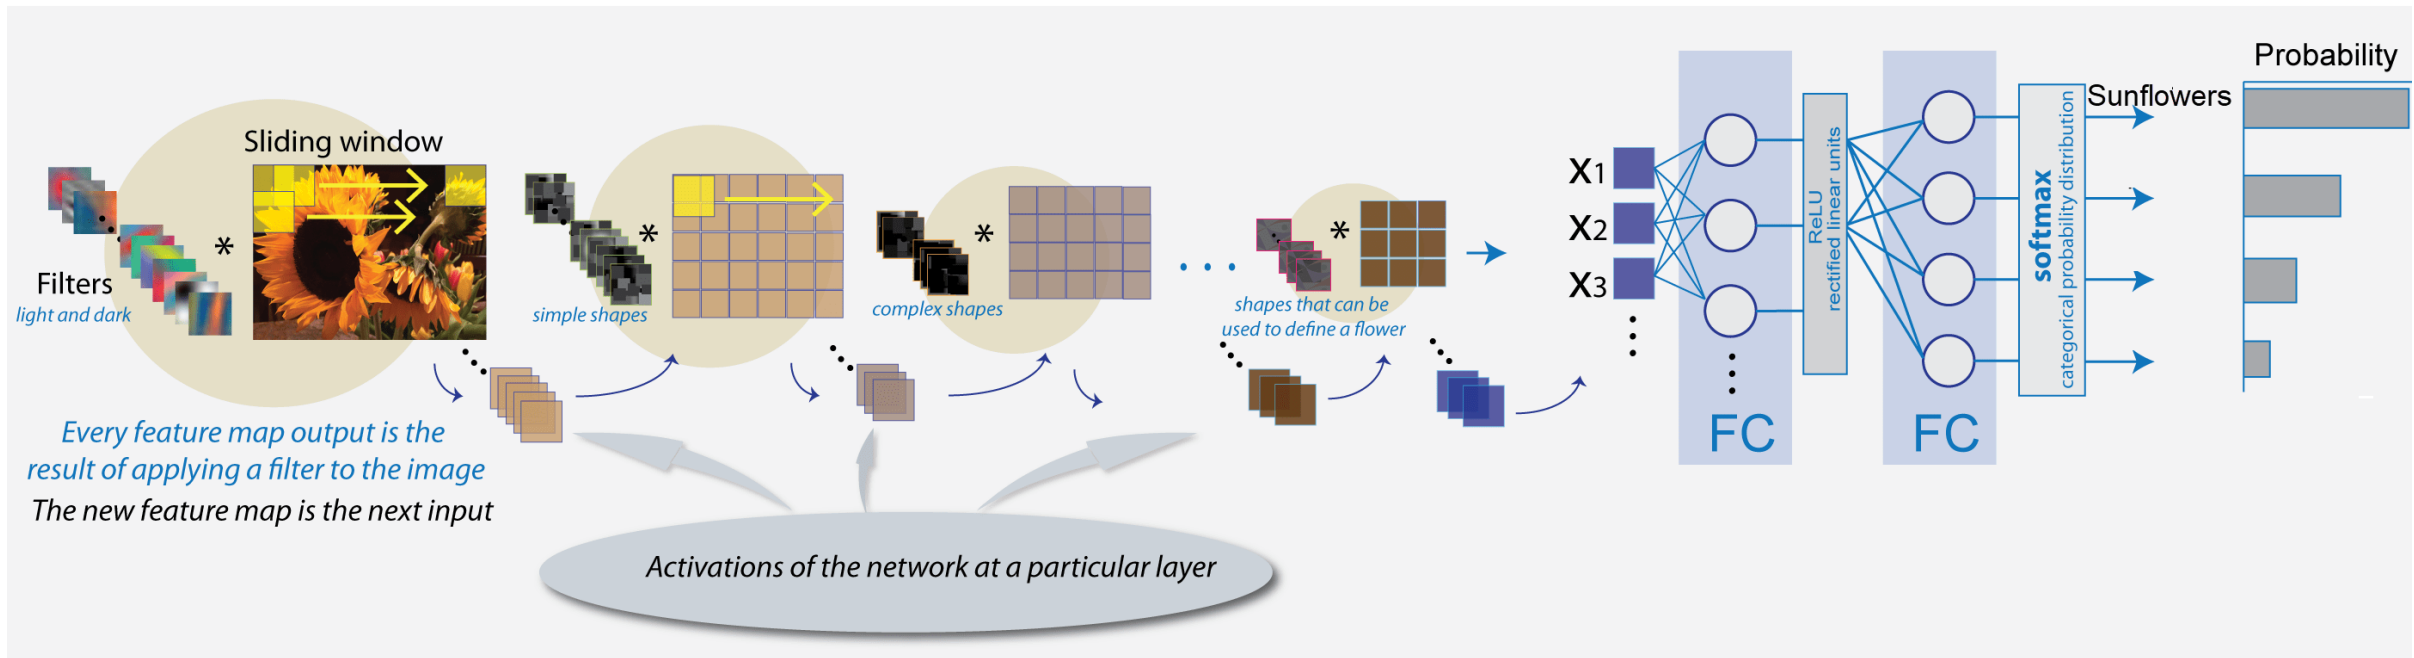 Sliding window
*
Filters
light and dark
*
simple shapes
*
complex shapes
*
shapes that can be
used to define a flower
X1
X2
X3
ReLU
rectified linear units
FC
FC
softmax
categorical probability distribution
Sunflowers
Probability
Every feature map output is the
result of applying a filter to the image
The new feature map is the next input
Activations of the network at a particular layer